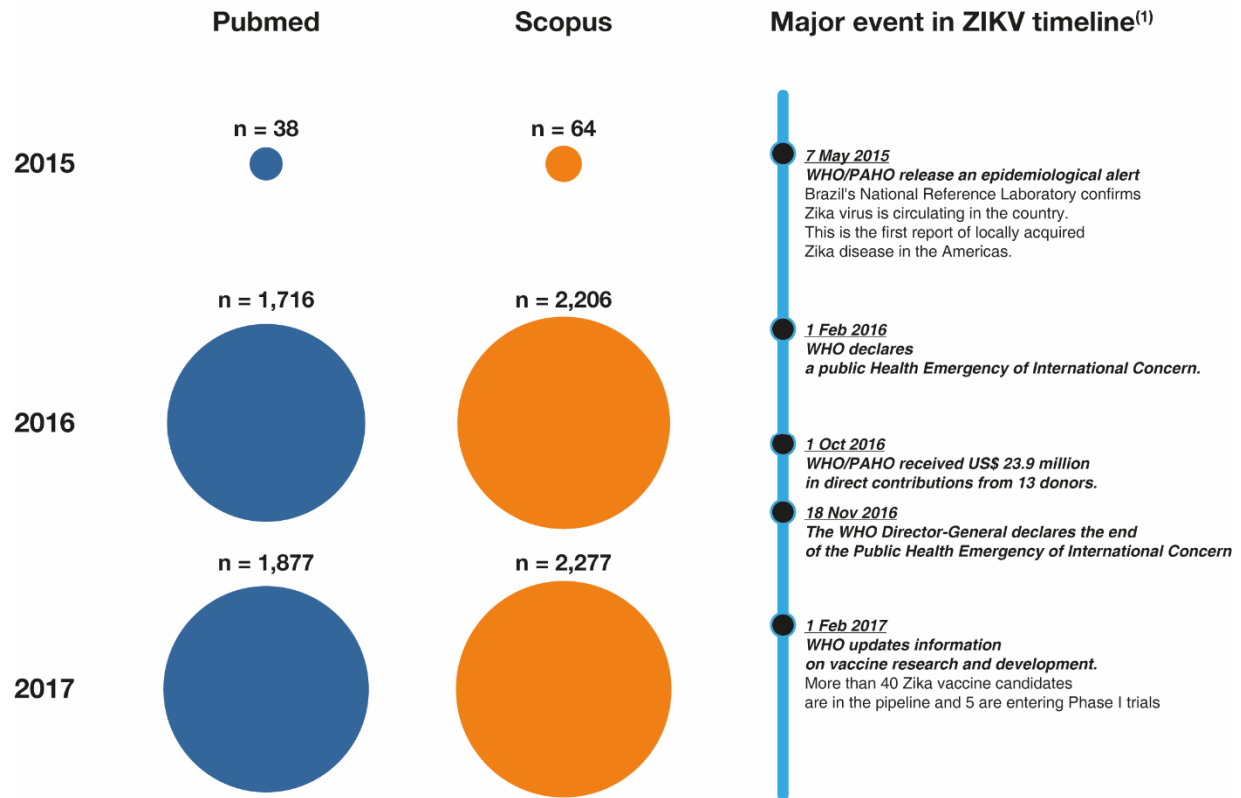 Pubmed
Scopus
Major event in ZIKV timeline(1)
2015
n = 38
n = 64
7 May 2015
WHO/PAHO release an epidemiological alert
Brazil's National Reference Laboratory confirms
Zika virus is circulating in the country.
This is the first report of locally acquired
Zika disease in the Americas.
2016
n = 1,716
n = 2,206
1 Feb 2016
WHO declares
a public Health Emergency of International Concern.
1 Oct 2016
WHO/PAHO received US$ 23.9 million
in direct contributions from 13 donors.
18 Nov 2016
The WHO Director-General declares the end
of the Public Health Emergency of International Concern
2017
n = 1,877
n = 2,277
1 Feb 2017
WHO updates information
on vaccine research and development.
More than 40 Zika vaccine candidates
are in the pipeline and 5 are entering Phase I trials